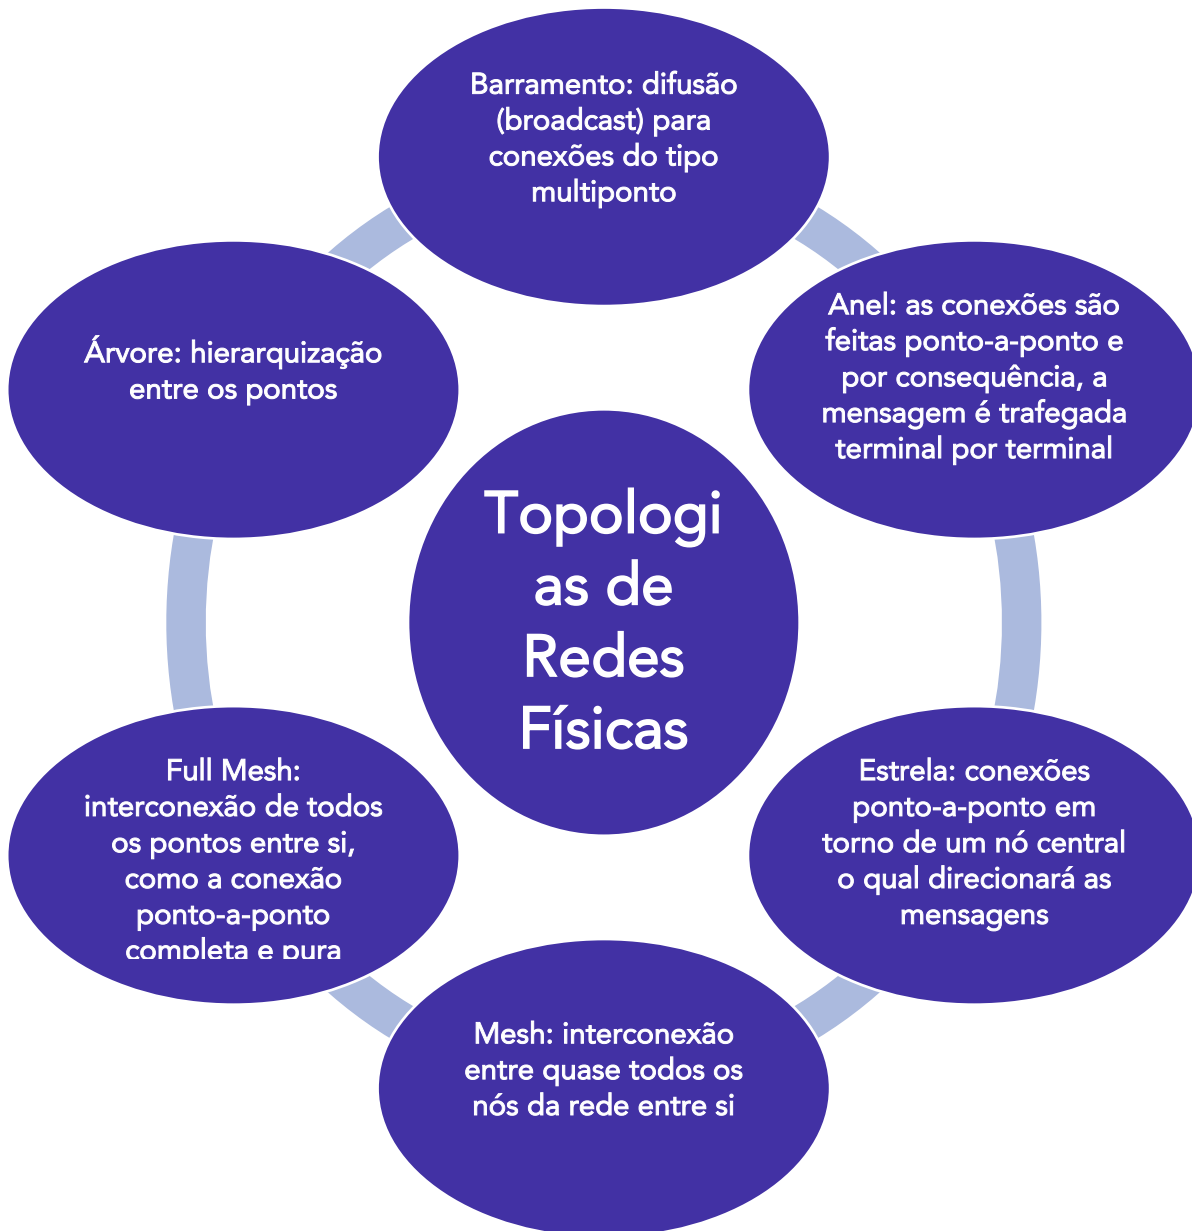 Barramento: difusão
(broadcast) para
conexões do tipo
multiponto
Anel: as conexões são
feitas ponto-a-ponto e
por consequência, a
mensagem é trafegada
terminal por terminal
Estrela: conexões
ponto-a-ponto em
torno de um nó central
o qual direcionará as
mensagens
Mesh: interconexão
entre quase todos os
nós da rede entre si
Full Mesh:
interconexão de todos
os pontos entre si,
como a conexão
ponto-a-ponto
completa e pura
Árvore: hierarquização
entre os pontos
Topologi
as de
Redes
Físicas